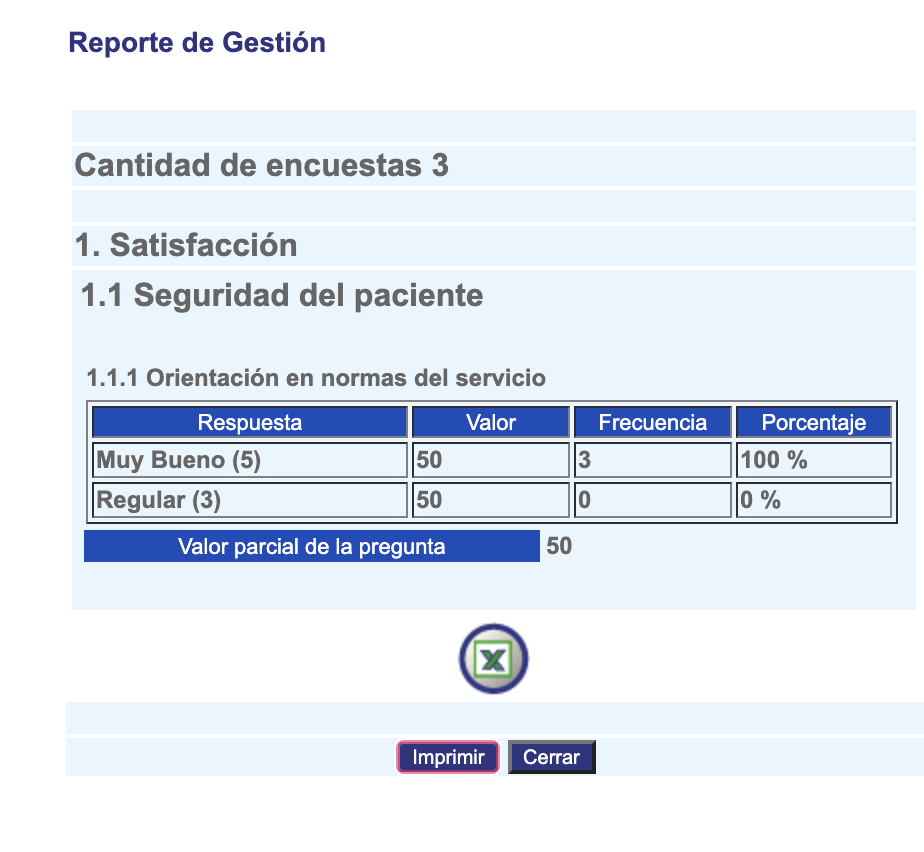 Reporte de Gestión
Cantidad de encuestas 3
1. Satisfacción
1.1 Seguridad del paciente
1.1.1 Orientación en normas del servicio
Respuesta Valor Frecuencia Porcentaje
Muy Bueno (5) 50 3 100 %
Regular (3) 50 0 0 %
Valor parcial de la pregunta 50
X
Imprimir Cerrar